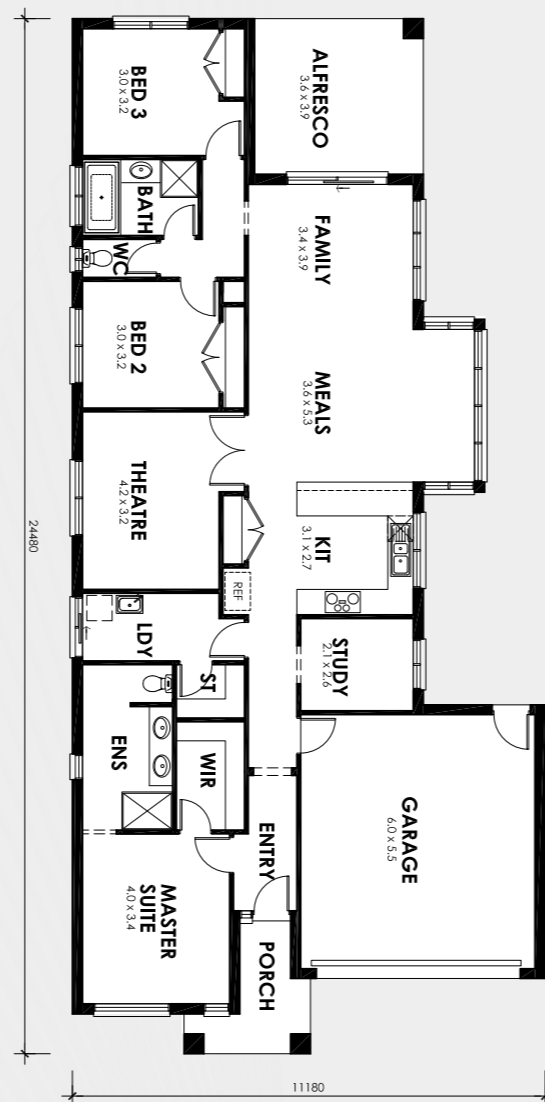 BED 3
3.0 x 3.2
ALFRESCO
3.6 x 3.9
BATH
WC
FAMILY
3.4 x 3.9
BED 2
3.0 x 3.2
MEALS
3.6 x 5.3
THEATRE
4.2 x 3.2
KIT
3.1 x 2.7
REF
LDY
ST
STUDY
2.1 x 2.6
ENS
WIR
ENTRY
GARAGE
6.0 x 5.5
MASTER
SUITE
4.0 x 3.4
PORCH
24480
11180